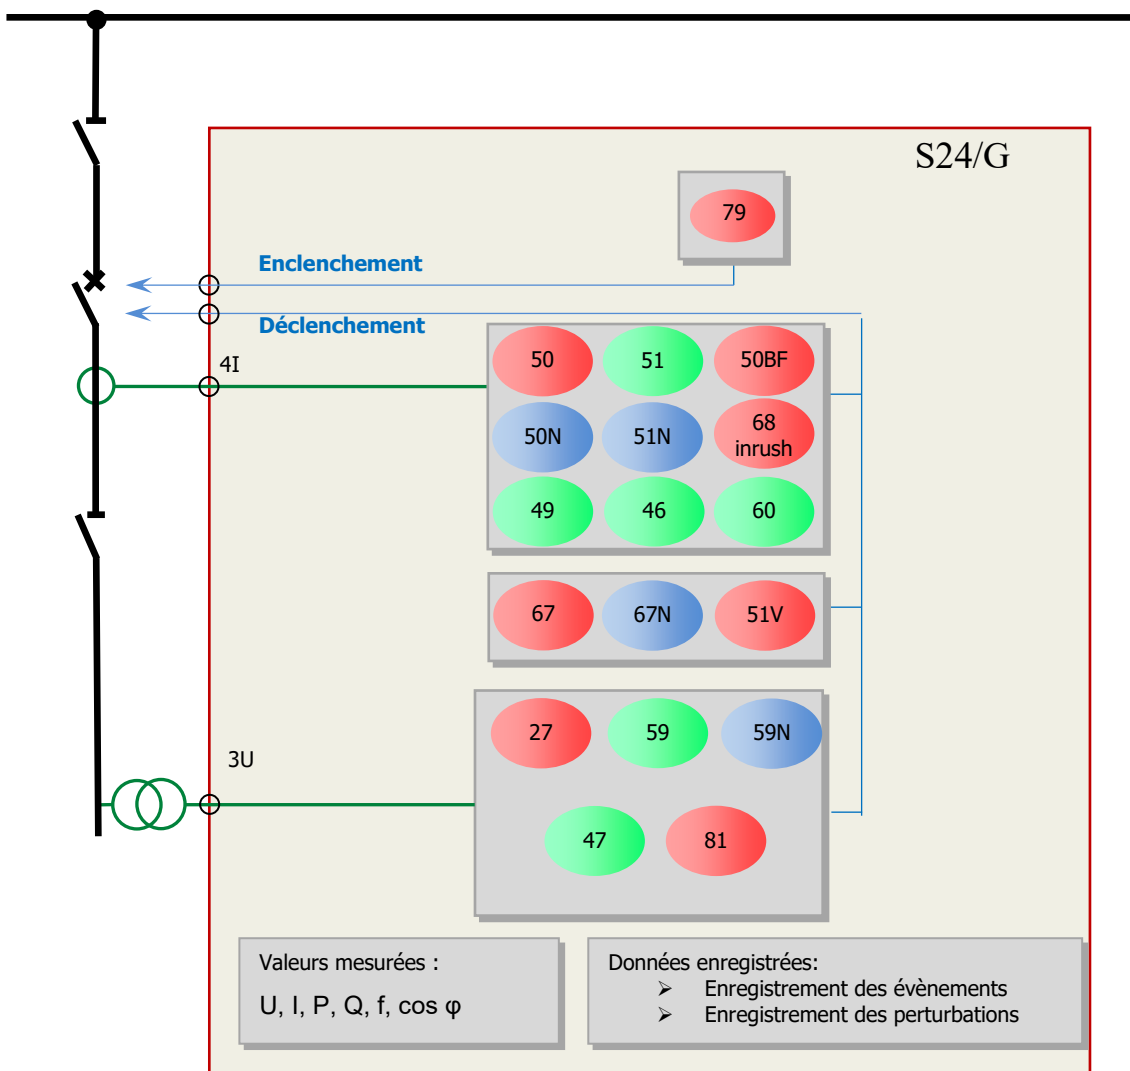 S24/G
79
Enclenchement
Déclenchement
4I
50
51
50BF
50N
51N
68
inrush
49
46
60
67
67N
51V
3U
27
59
59N
47
81
Valeurs mesurées :
U, I, P, Q, f, cos φ
Données enregistrées:
➢ Enregistrement des évènements
➢ Enregistrement des perturbations